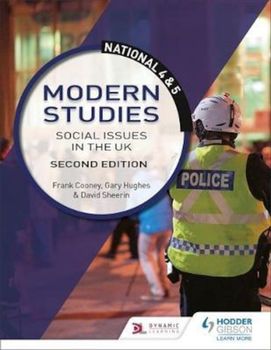 NATIONAL 4 & 5
MODERN
STUDIES
SOCIAL ISSUES
IN THE UK
SECOND EDITION
Frank Cooney, Gary Hughes
& David Sheerin
POLICE
DYNAMIC
LEARNING
HODDER
GIBSON
LEARN MORE